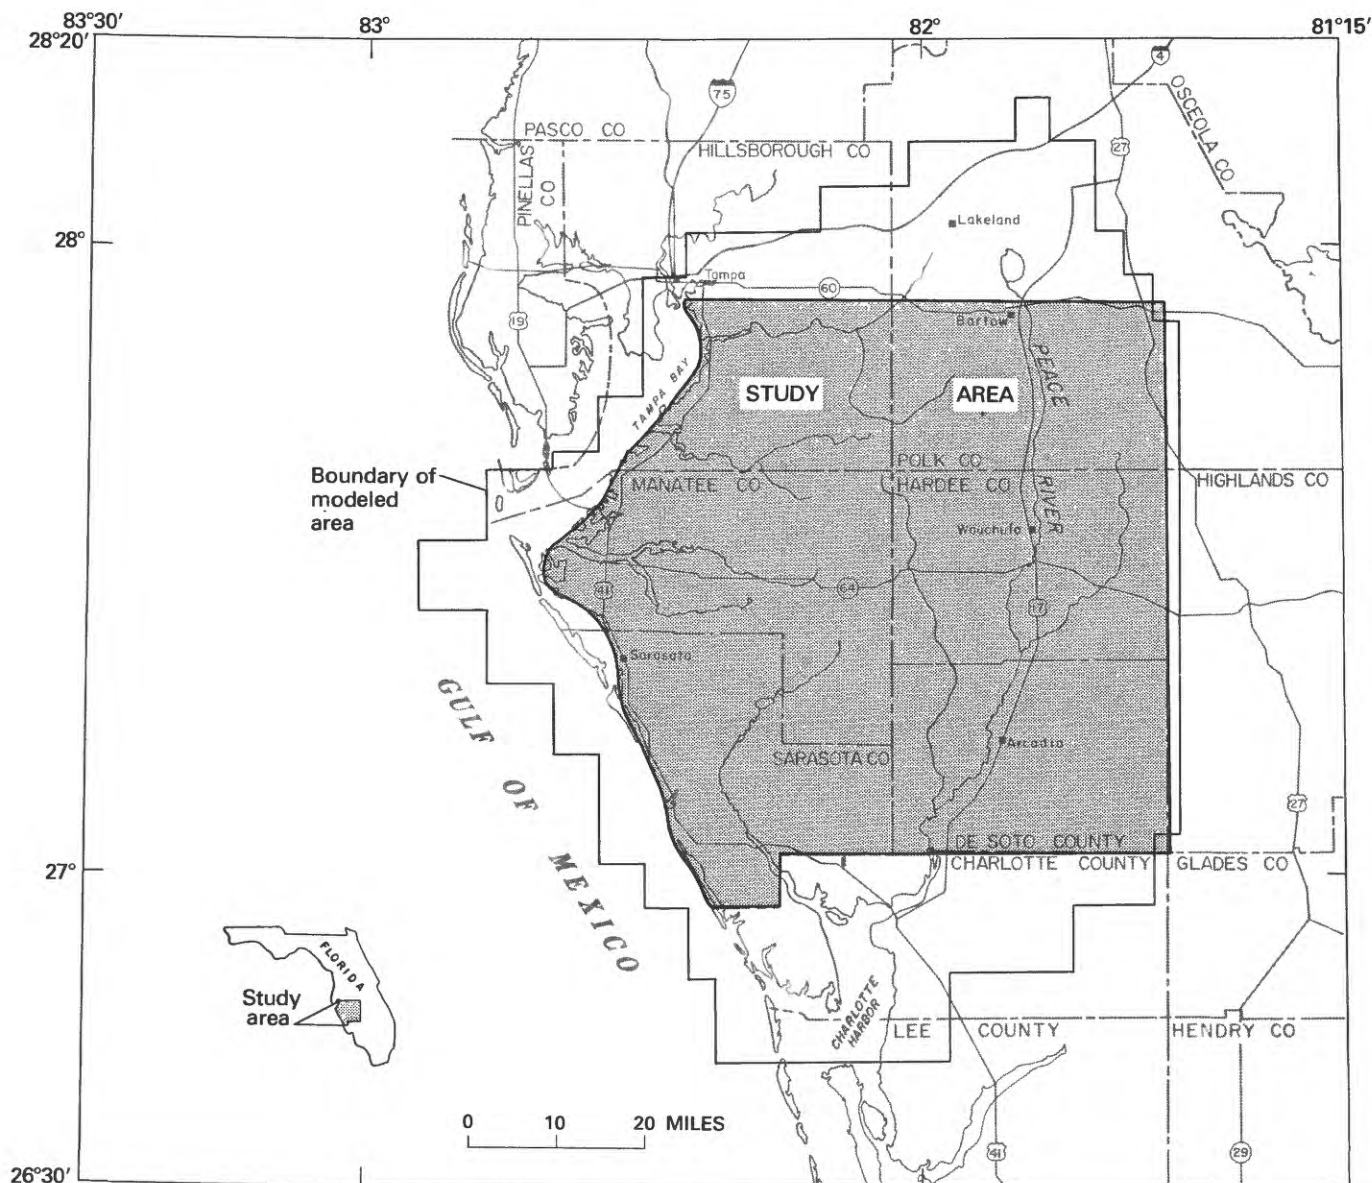 83°30′
83°
82°
81°15′
28°20′
4
75
OSCEOLA CO
PASCO CO
HILLSBOROUGH CO
27
PINELLAS CO
Lakeland
28°
Tampa
60
19
Bartow
PEACE RIVER
TAMPA BAY
STUDY AREA
POLK CO
Boundary of
modeled
area
MANATEE CO
HARDEE CO
HIGHLANDS CO
Wauchula
64
41
17
Sarasota
GULF OF MEXICO
Arcadia
SARASOTA CO
27
DE SOTO COUNTY
27°
CHARLOTTE COUNTY
GLADES CO
FLORIDA
Study
area
CHARLOTTE
HARBOR
LEE COUNTY
HENDRY CO
0 10 20 MILES
41
29
26°30′